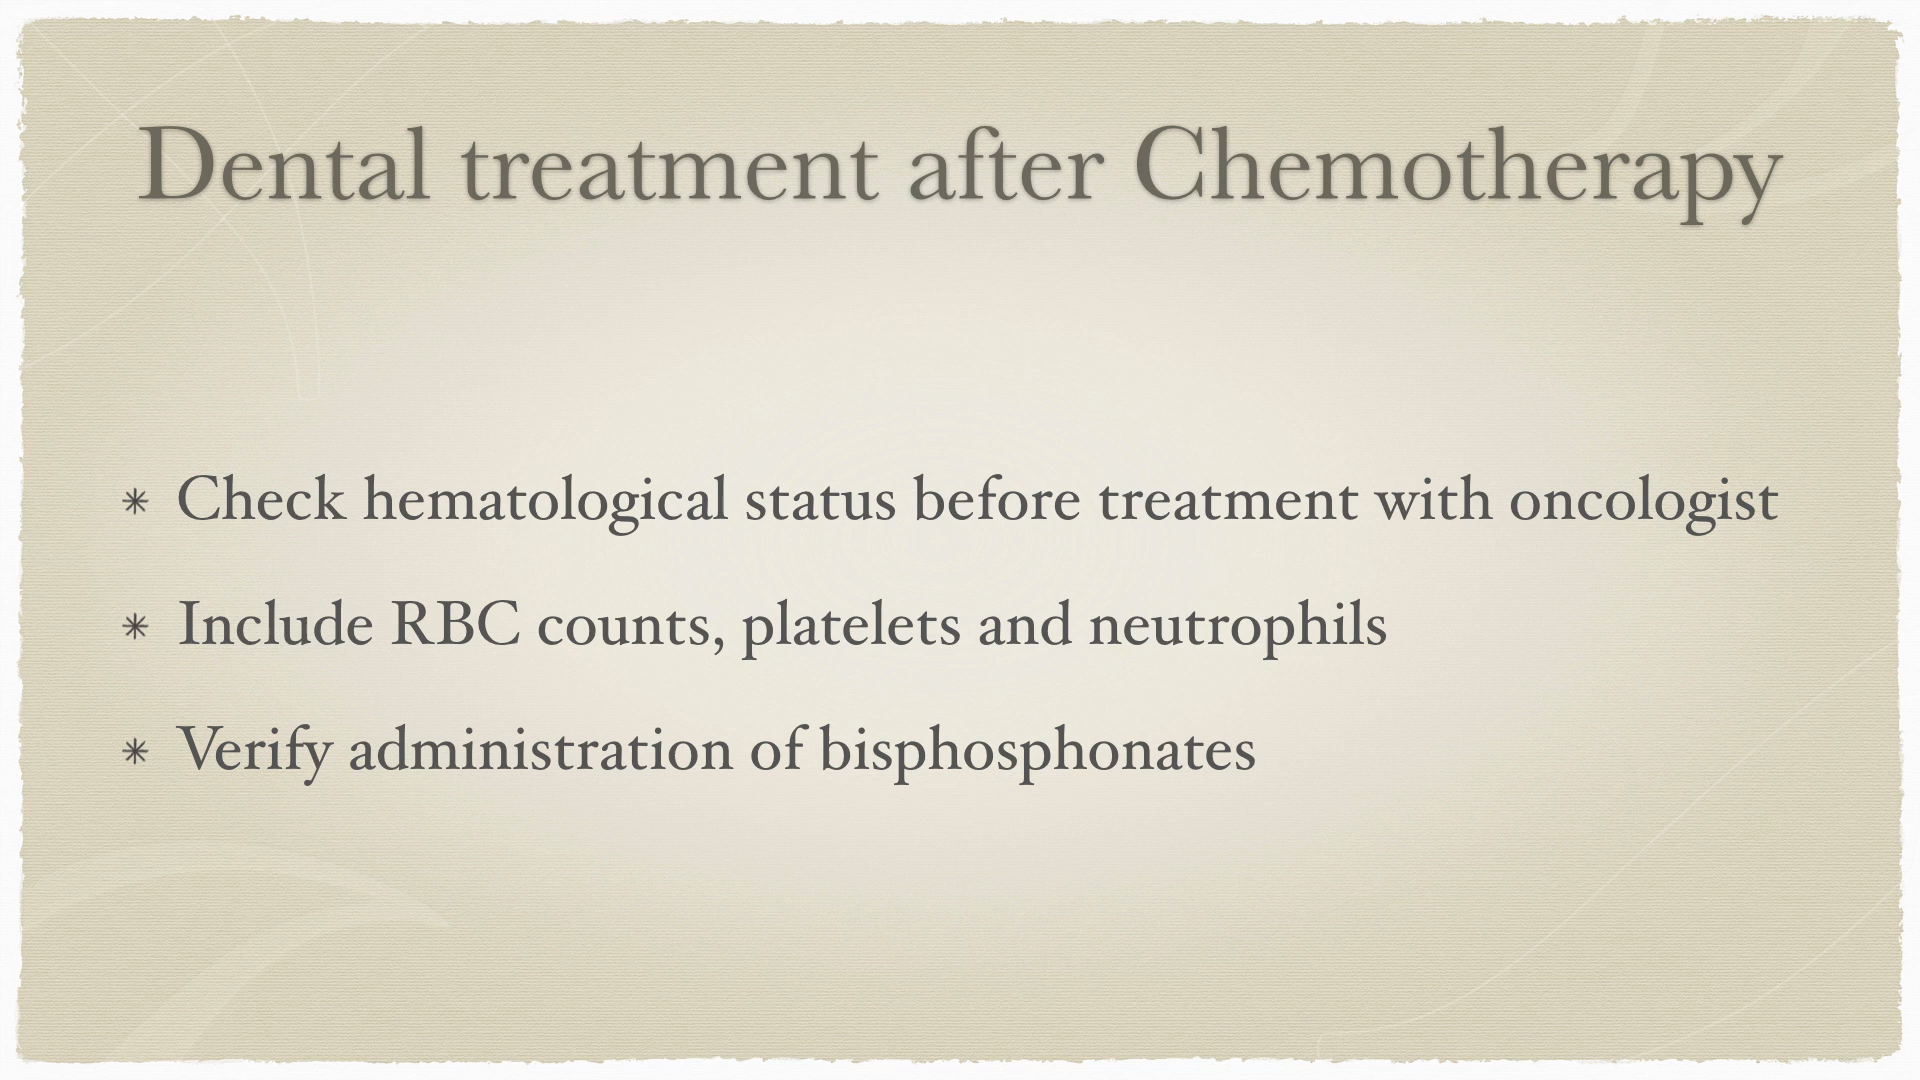 Dental treatment after Chemotherapy
Check hematological status before treatment with oncologist
Include RBC counts, platelets and neutrophils
Verify administration of bisphosphonates